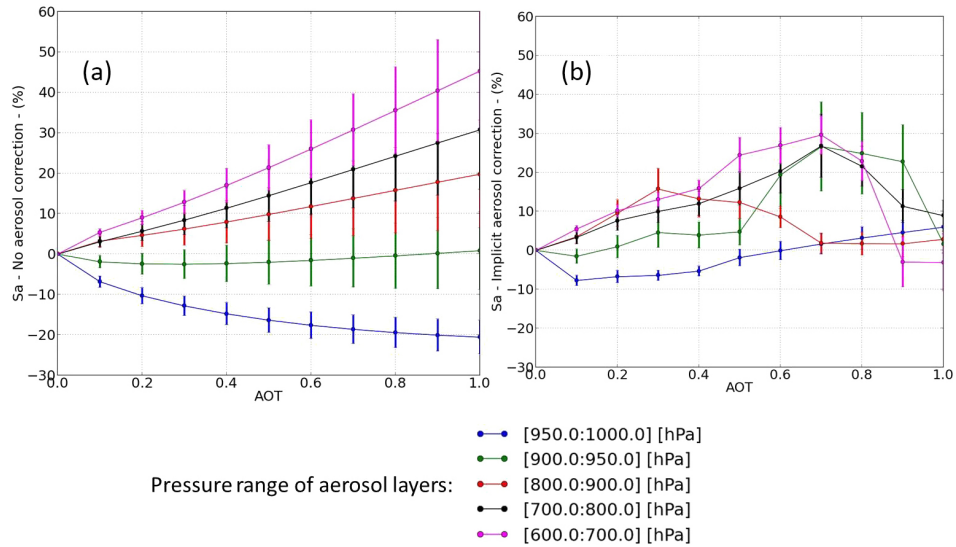 (a)
60
50
40
30
20
10
0
−10
−20
−30
0.0 0.2 0.4 0.6 0.8 1.0
AOT
Sa - No aerosol correction - (%)
(b)
60
50
40
30
20
10
0
−10
−20
−30
0.0 0.2 0.4 0.6 0.8 1.0
AOT
Sa - Implicit aerosol correction - (%)
Pressure range of aerosol layers:
[950.0:1000.0] [hPa]
[900.0:950.0] [hPa]
[800.0:900.0] [hPa]
[700.0:800.0] [hPa]
[600.0:700.0] [hPa]